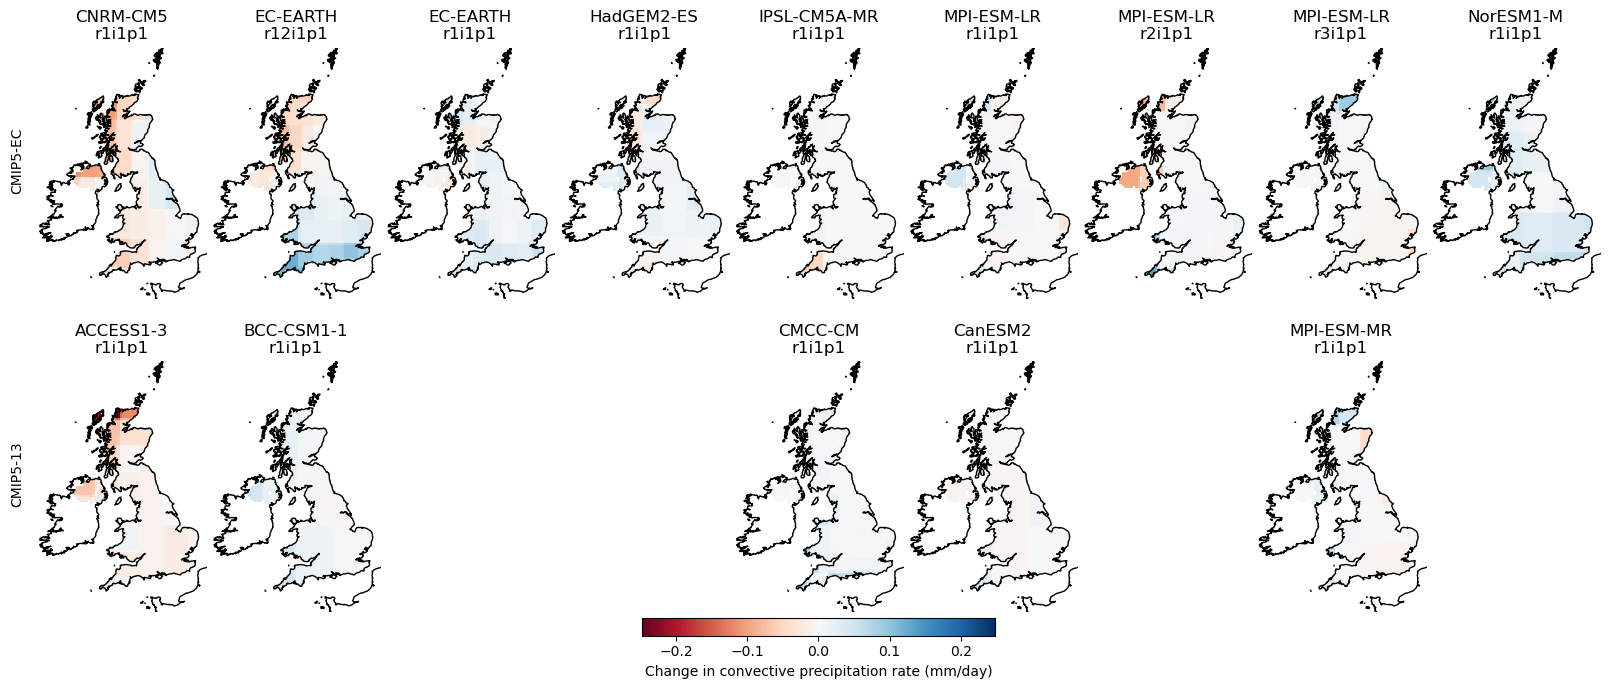 CNRM-CM5
r1i1p1
EC-EARTH
r12i1p1
EC-EARTH
r1i1p1
HadGEM2-ES
r1i1p1
IPSL-CM5A-MR
r1i1p1
MPI-ESM-LR
r1i1p1
MPI-ESM-LR
r2i1p1
MPI-ESM-LR
r3i1p1
NorESM1-M
r1i1p1
CMIP5-EC
ACCESS1-3
r1i1p1
BCC-CSM1-1
r1i1p1
CMCC-CM
r1i1p1
CanESM2
r1i1p1
MPI-ESM-MR
r1i1p1
CMIP5-13
−0.2 −0.1 0.0 0.1 0.2
Change in convective precipitation rate (mm/day)